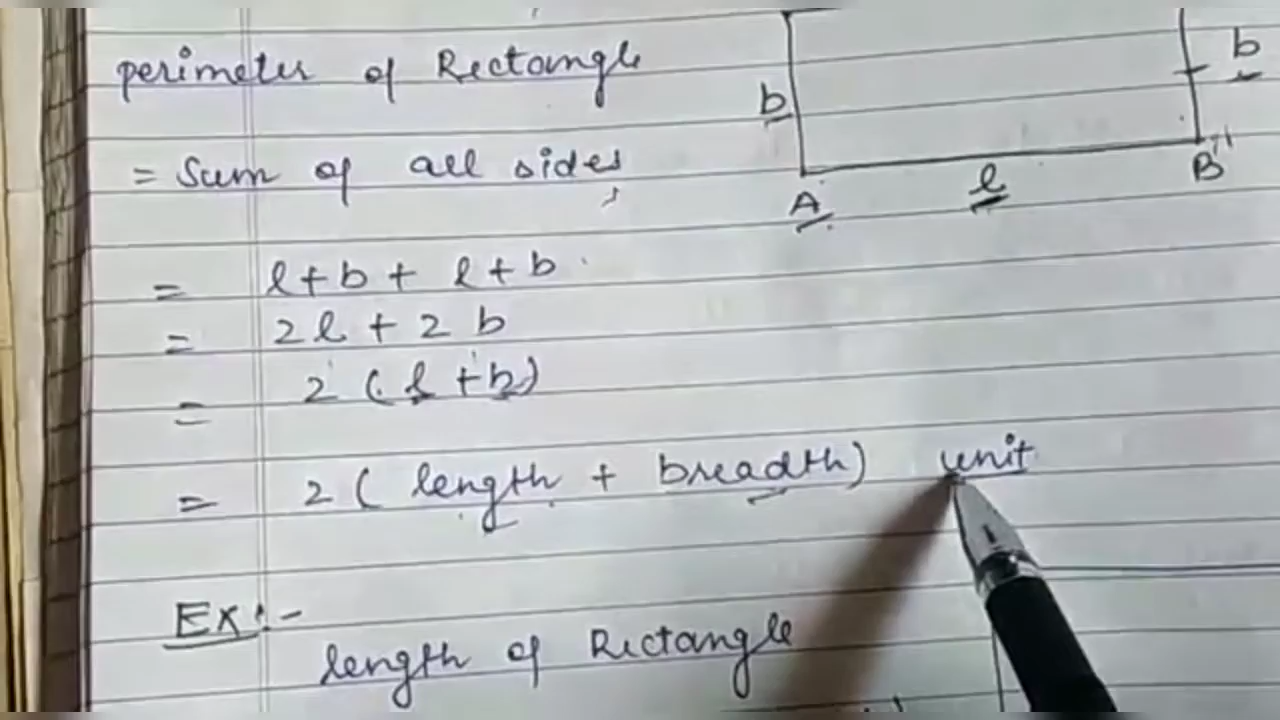 perimeter of Rectangle
b
b
= Sum of all sides
A
l
B
= l + b + l + b
= 2l + 2b
= 2 (l + b)
= 2 ( length + breadth) unit
Ex:-
length of Rectangle